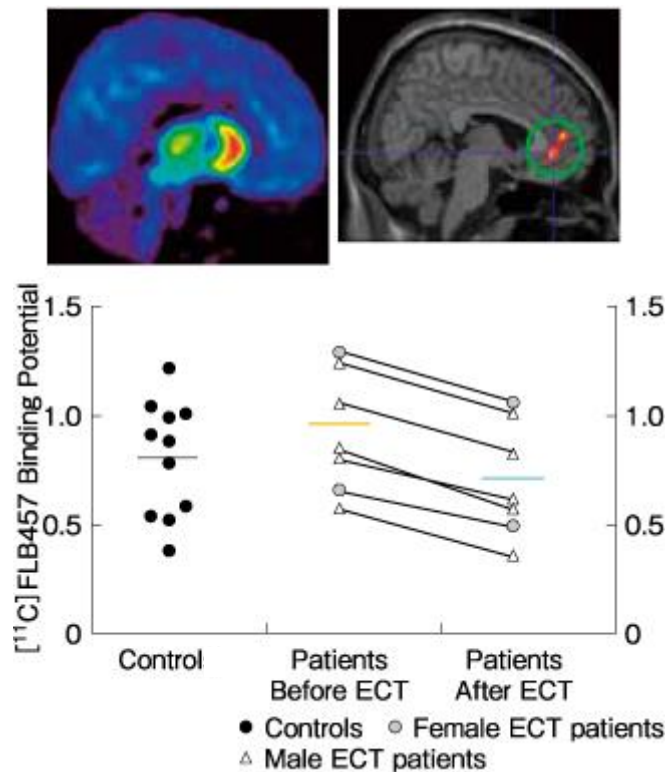 [¹¹C] FLB457 Binding Potential
1.5
1.0
0.5
0
1.5
1.0
0.5
0
Control
Patients
Before ECT
Patients
After ECT
● Controls ● Female ECT patients
△ Male ECT patients